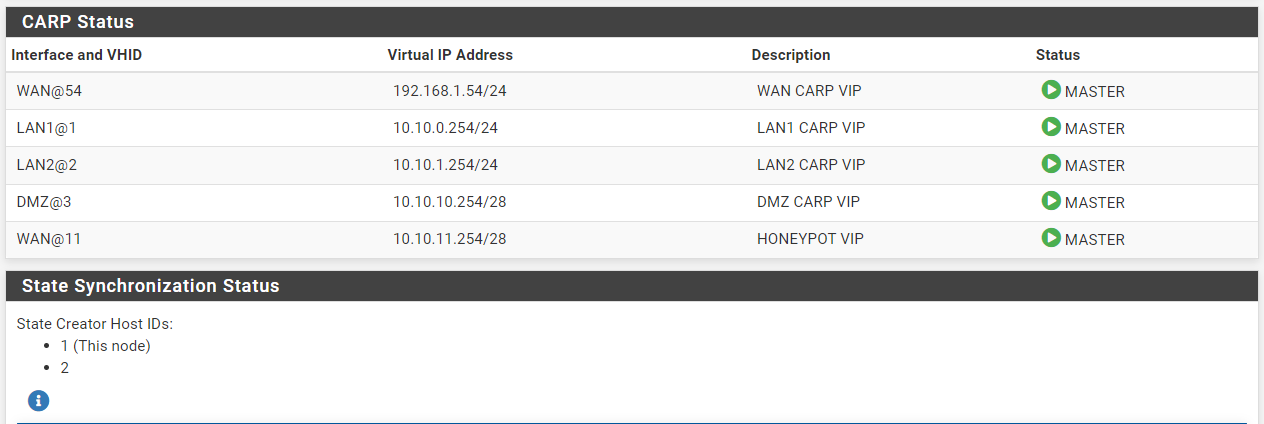 CARP Status
Interface and VHID Virtual IP Address Description Status
WAN@54 192.168.1.54/24 WAN CARP VIP MASTER
LAN1@1 10.10.0.254/24 LAN1 CARP VIP MASTER
LAN2@2 10.10.1.254/24 LAN2 CARP VIP MASTER
DMZ@3 10.10.10.254/28 DMZ CARP VIP MASTER
WAN@11 10.10.11.254/28 HONEYPOT VIP MASTER
State Synchronization Status
State Creator Host IDs:
• 1 (This node)
• 2